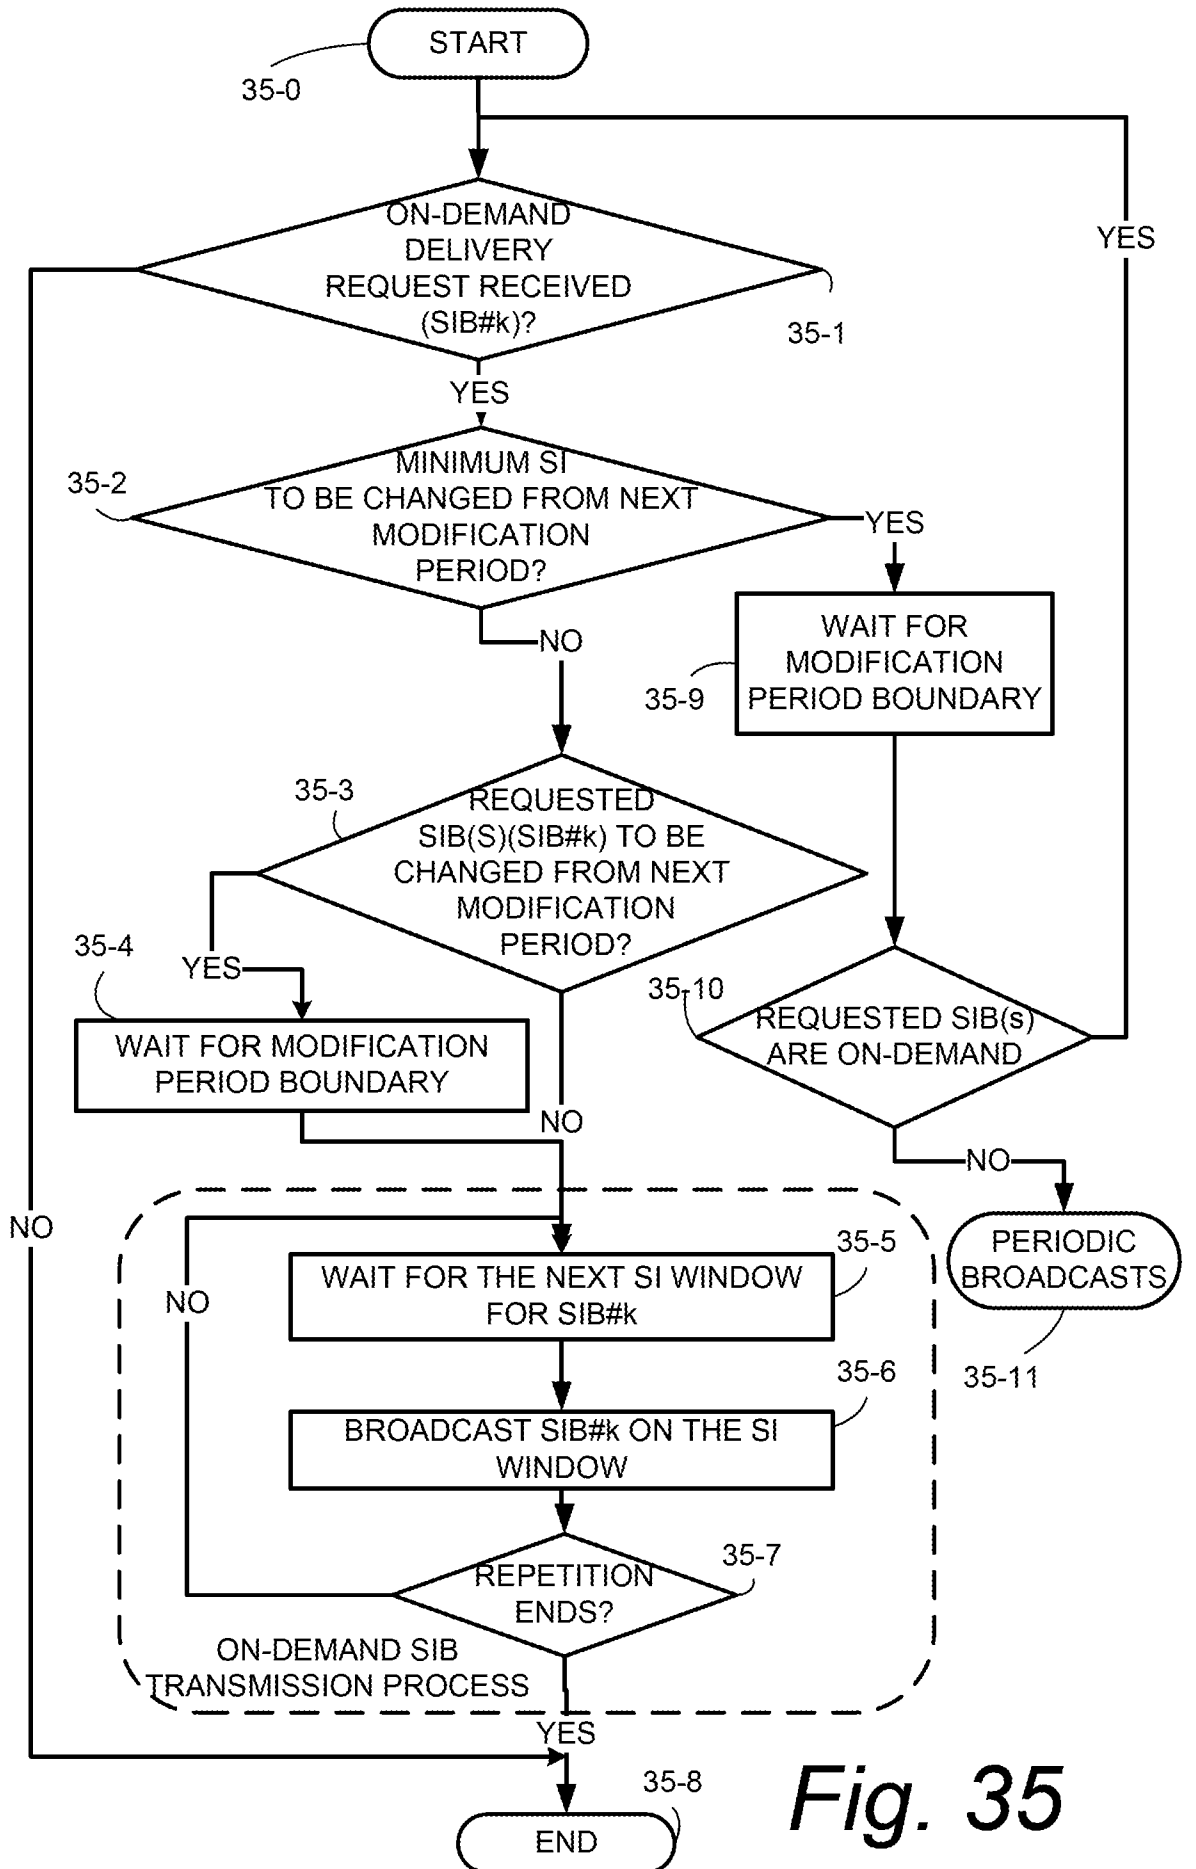 START
35-0
YES
ON-DEMAND
DELIVERY
REQUEST RECEIVED
(SIB#k)?
35-1
YES
35-2
MINIMUM SI
TO BE CHANGED FROM NEXT
MODIFICATION
PERIOD?
YES
NO
WAIT FOR
MODIFICATION
PERIOD BOUNDARY
35-9
35-3
REQUESTED
SIB(S)(SIB#k) TO BE
CHANGED FROM NEXT
MODIFICATION
PERIOD?
35-4
YES
WAIT FOR MODIFICATION
PERIOD BOUNDARY
NO
35-10
REQUESTED SIB(s)
ARE ON-DEMAND
NO
PERIODIC
BROADCASTS
35-11
NO
NO
35-5
WAIT FOR THE NEXT SI WINDOW
FOR SIB#k
35-6
BROADCAST SIB#k ON THE SI
WINDOW
35-7
REPETITION
ENDS?
ON-DEMAND SIB
TRANSMISSION PROCESS
YES
35-8
END
Fig. 35